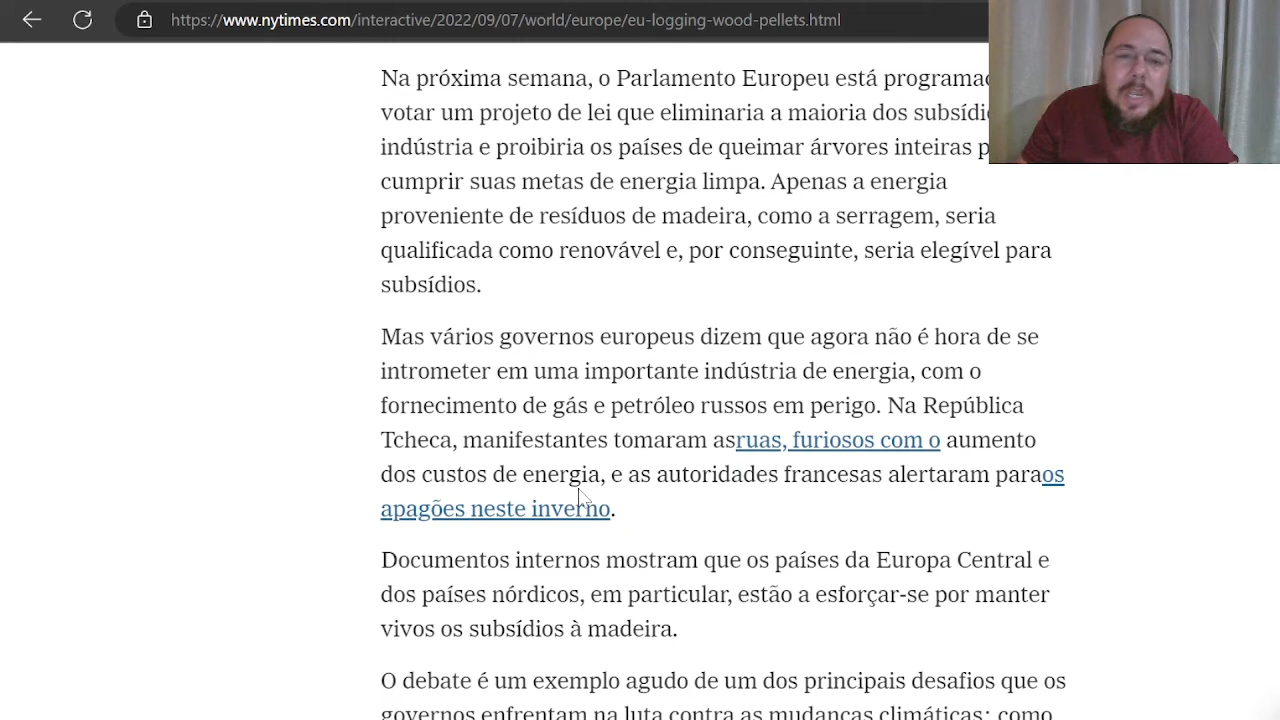 https://www.nytimes.com/interactive/2022/09/07/world/europe/eu-logging-wood-pellets.html
Na próxima semana, o Parlamento Europeu está
votar um projeto de lei que eliminaria a maioria dos
indústria e proibiria os países de queimar árvores inteiras
cumprir suas metas de energia limpa. Apenas a energia
proveniente de resíduos de madeira, como a serragem, seria
qualificada como renovável e, por conseguinte, seria elegível para
subsídios.
Mas vários governos europeus dizem que agora não é hora de se
intrometer em uma importante indústria de energia, com o
fornecimento de gás e petróleo russos em perigo. Na República
Tcheca, manifestantes tomaram asruas, furiosos com o aumento
dos custos de energia, e as autoridades francesas alertaram paraos
apagões neste inverno.
Documentos internos mostram que os países da Europa Central e
dos países nórdicos, em particular, estão a esforçar-se por manter
vivos os subsídios à madeira.
O debate é um exemplo agudo de um dos principais desafios que os
governos enfrentam na luta contra as mudanças climáticas: como